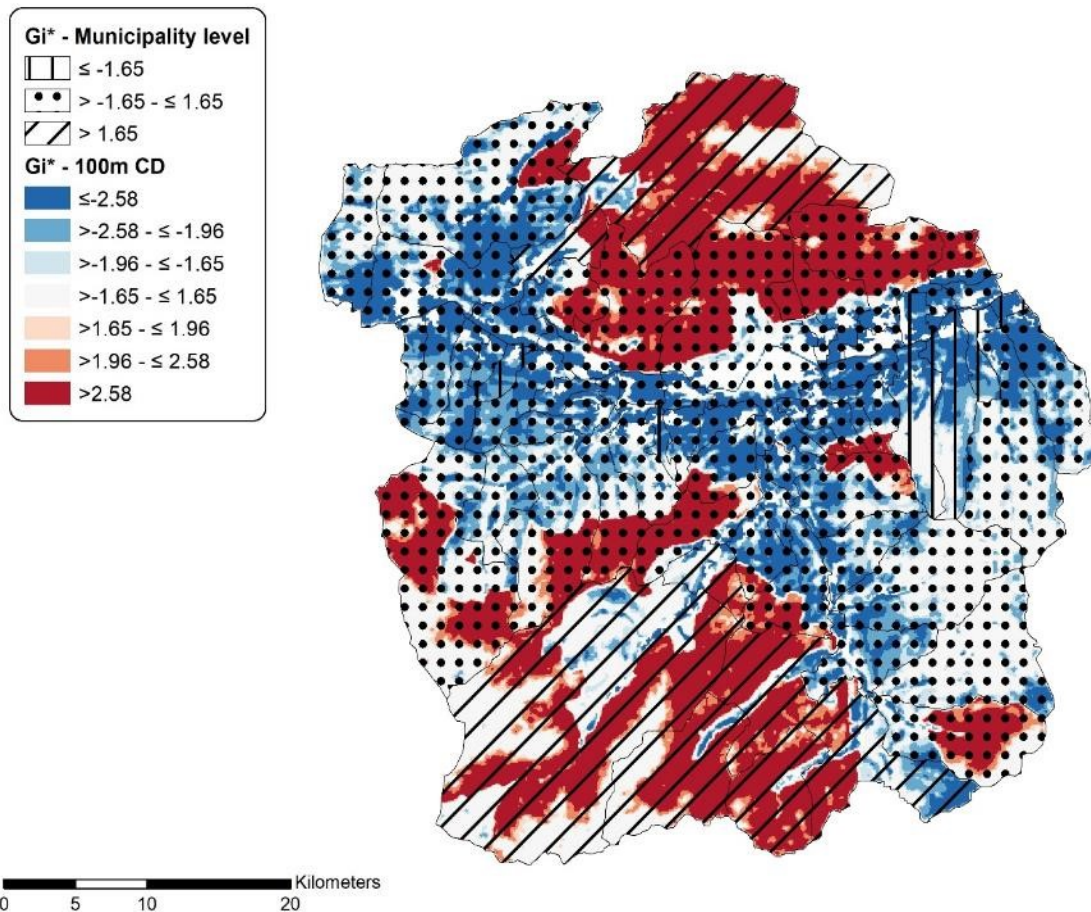 Gi* - Municipality level
≤ -1.65
> -1.65 - ≤ 1.65
> 1.65
Gi* - 100m CD
≤-2.58
>-2.58 - ≤ -1.96
>-1.96 - ≤ -1.65
>-1.65 - ≤ 1.65
>1.65 - ≤ 1.96
>1.96 - ≤ 2.58
>2.58
Kilometers
0 5 10 20